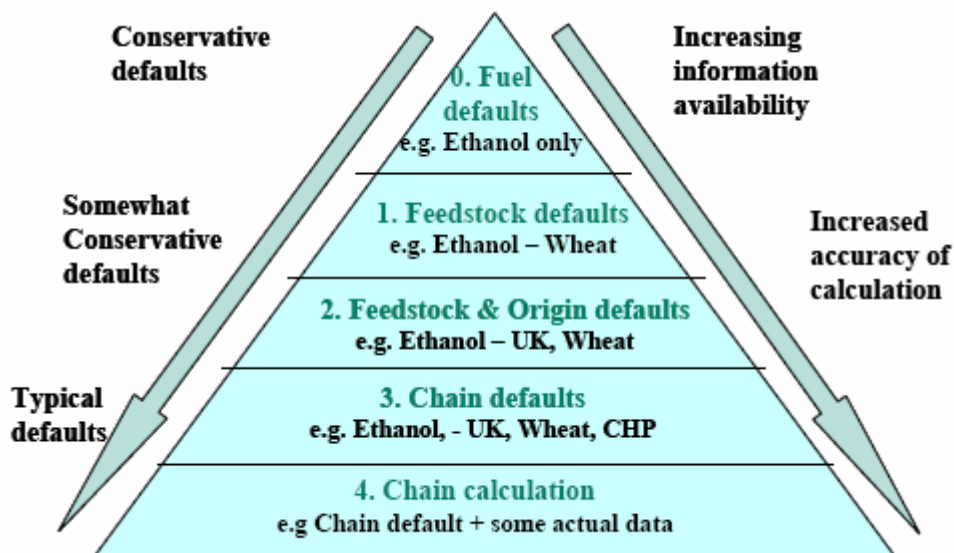 Conservative
defaults
Somewhat
Conservative
defaults
Typical
defaults
0. Fuel
defaults
e.g. Ethanol only
1. Feedstock defaults
e.g. Ethanol – Wheat
2. Feedstock & Origin defaults
e.g. Ethanol – UK, Wheat
3. Chain defaults
e.g. Ethanol, - UK, Wheat, CHP
4. Chain calculation
e.g Chain default + some actual data
Increasing
information
availability
Increased
accuracy of
calculation